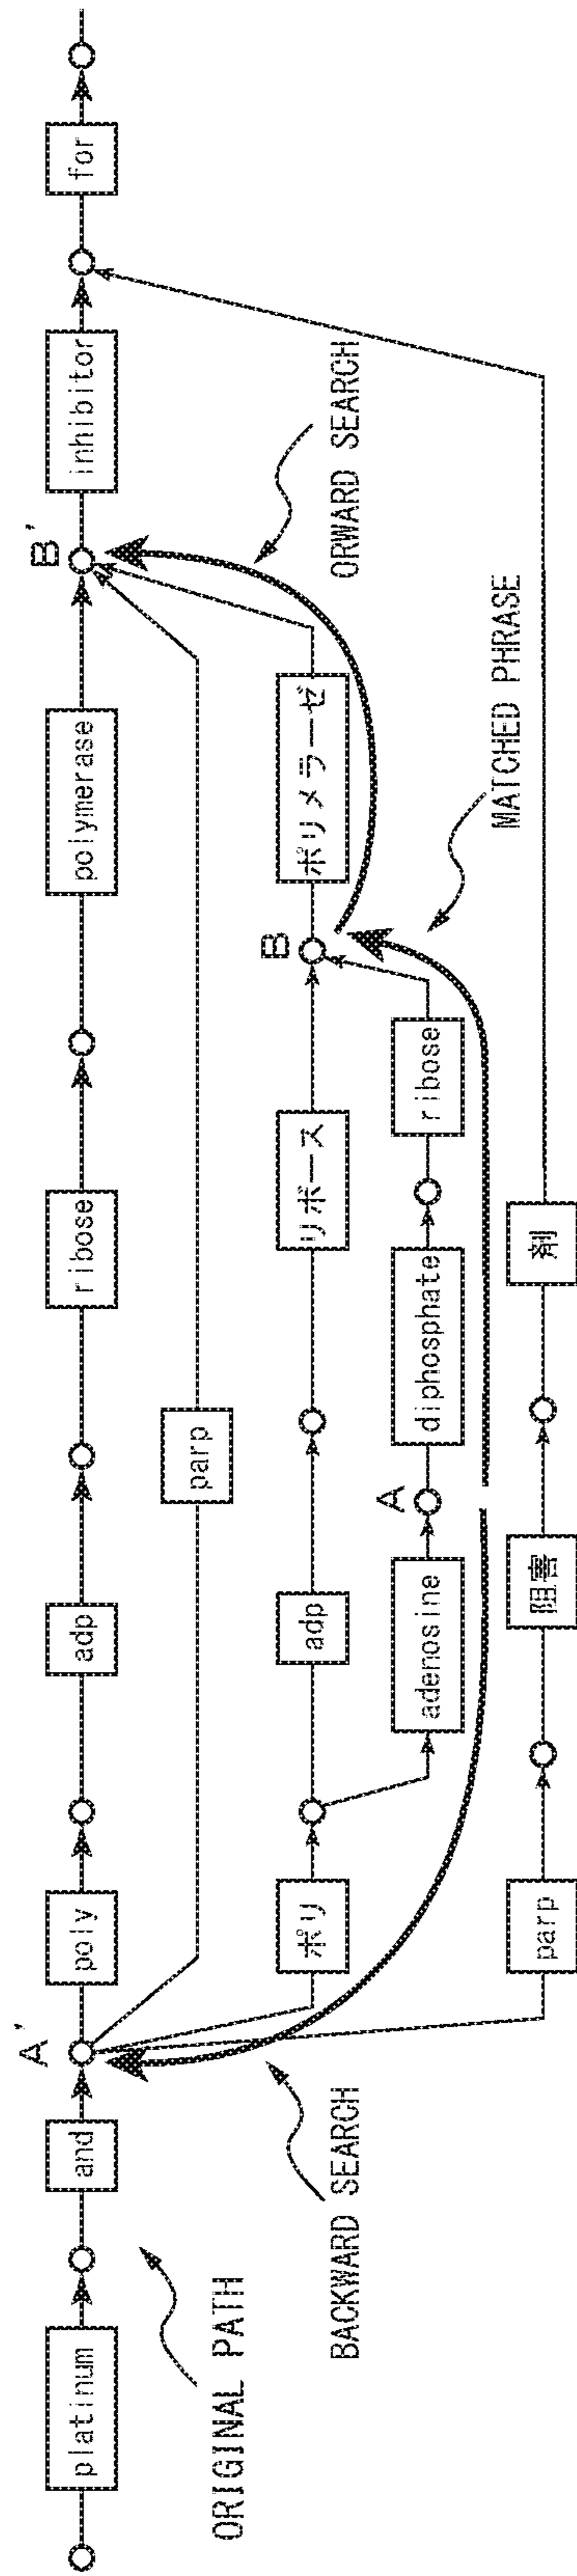 platinum
and
A'
poly
adp
ribose
polymerase
B'
inhibitor
for
ORIGINAL PATH
parp
BACKWARD SEARCH
ポリ
adp
リボース
B
ポリメラーゼ
ORWARD SEARCH
adenosine
A
diphosphate
ribose
MATCHED PHRASE
parp
阻害
剤